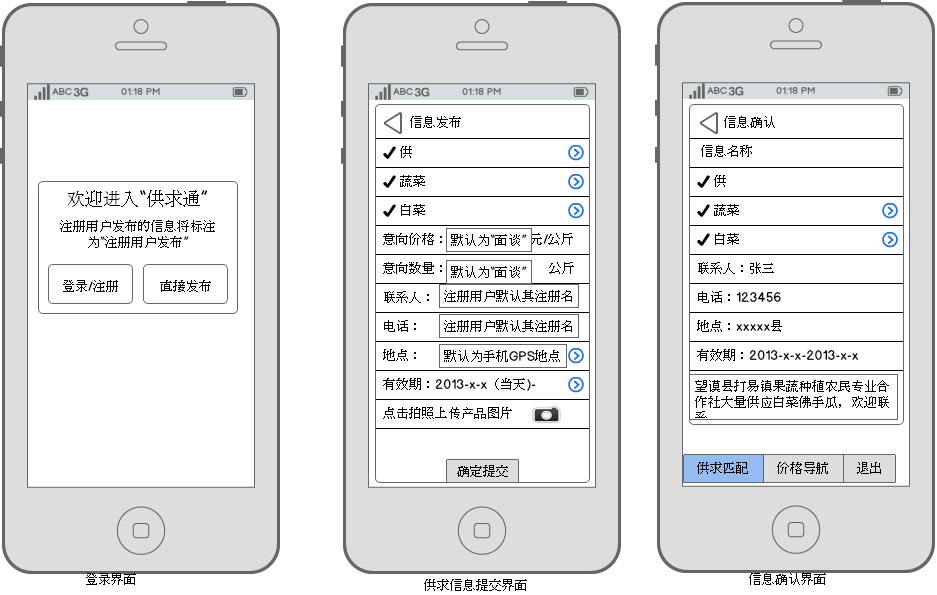 ABC 3G 01:18 PM
欢迎进入“供求通”
注册用户发布的信息将标注
为“注册用户发布”
登录/注册
直接发布
登录界面
ABC 3G 01:18 PM
信息发布
供
蔬菜
白菜
意向价格：默认为“面谈”元/公斤
意向数量：默认为“面谈” 公斤
联系人： 注册用户默认其注册名
电话： 注册用户默认其注册名
地点： 默认为手机GPS地点
有效期：2013-x-x（当天)-
点击拍照上传产品图片
确定提交
供求信息提交界面
ABC 3G 01:18 PM
信息确认
信息名称
供
蔬菜
白菜
联系人：张三
电话：123456
地点：xxxxx县
有效期：2013-x-x-2013-x-x
望谟县打易镇果蔬种植农民专业合
作社大量供应白菜佛手瓜，欢迎联
系
供求匹配
价格导航
退出
信息确认界面